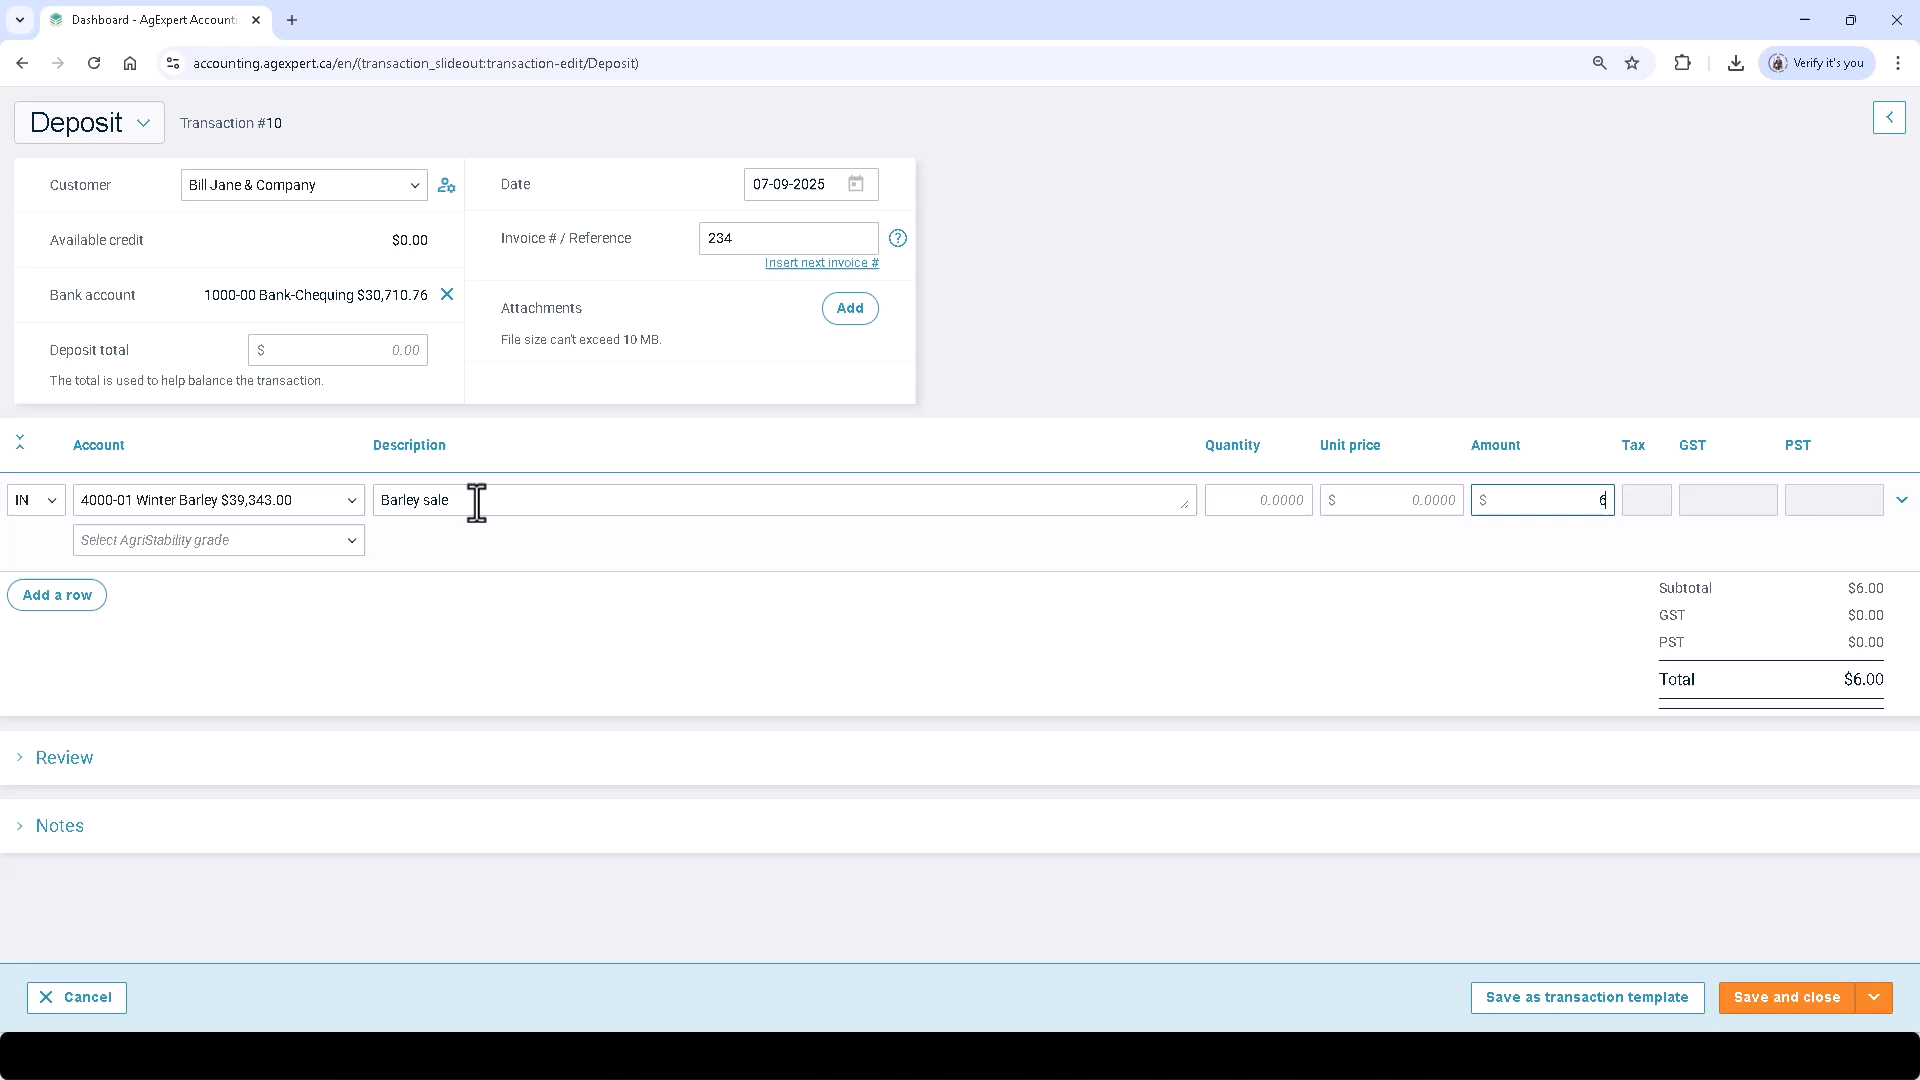 Dashboard - AgExpert Accounti
accounting.agexpert.ca/en/(transaction_slideout:transaction-edit/Deposit)
Verify it's you
Deposit
Transaction #10
Customer
Bill Jane & Company
Date
07-09-2025
Available credit
$0.00
Invoice # / Reference
234
Insert next invoice #
Bank account
1000-00 Bank-Chequing $30,710.76
Attachments
Add
File size can't exceed 10 MB.
Deposit total
$ 0.00
The total is used to help balance the transaction.
Account Description Quantity Unit price Amount Tax GST PST
IN 4000-01 Winter Barley $39,343.00 Barley sale 0.0000 $ 0.0000 $ 6
Select AgriStability grade
Add a row
Subtotal $6.00
GST $0.00
PST $0.00
Total $6.00
Review
Notes
Cancel
Save as transaction template
Save and close